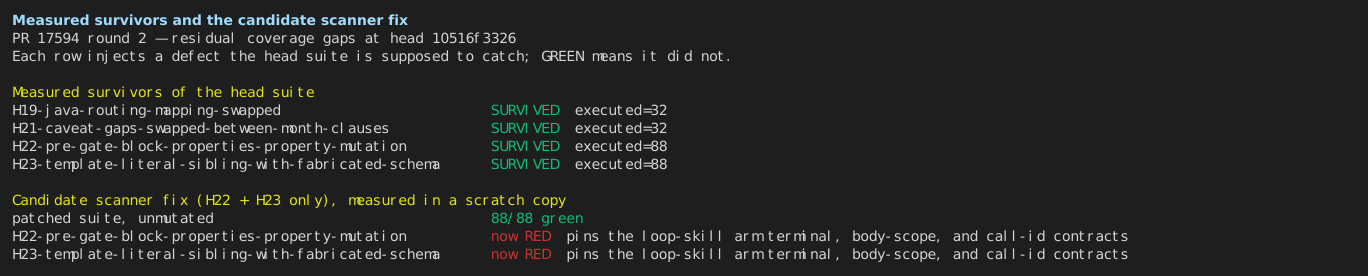 Measured survivors and the candidate scanner fix
PR 17594 round 2 — residual coverage gaps at head 10516f3326
Each row injects a defect the head suite is supposed to catch; GREEN means it did not.
Measured survivors of the head suite
H19-java-routing-mapping-swapped SURVIVED executed=32
H21-caveat-gaps-swapped-between-month-clauses SURVIVED executed=32
H22-pre-gate-block-properties-property-mutation SURVIVED executed=88
H23-template-literal-sibling-with-fabricated-schema SURVIVED executed=88
Candidate scanner fix (H22 + H23 only), measured in a scratch copy
patched suite, unmutated 88/88 green
H22-pre-gate-block-properties-property-mutation now RED pins the loop-skill arm terminal, body-scope, and call-id contracts
H23-template-literal-sibling-with-fabricated-schema now RED pins the loop-skill arm terminal, body-scope, and call-id contracts